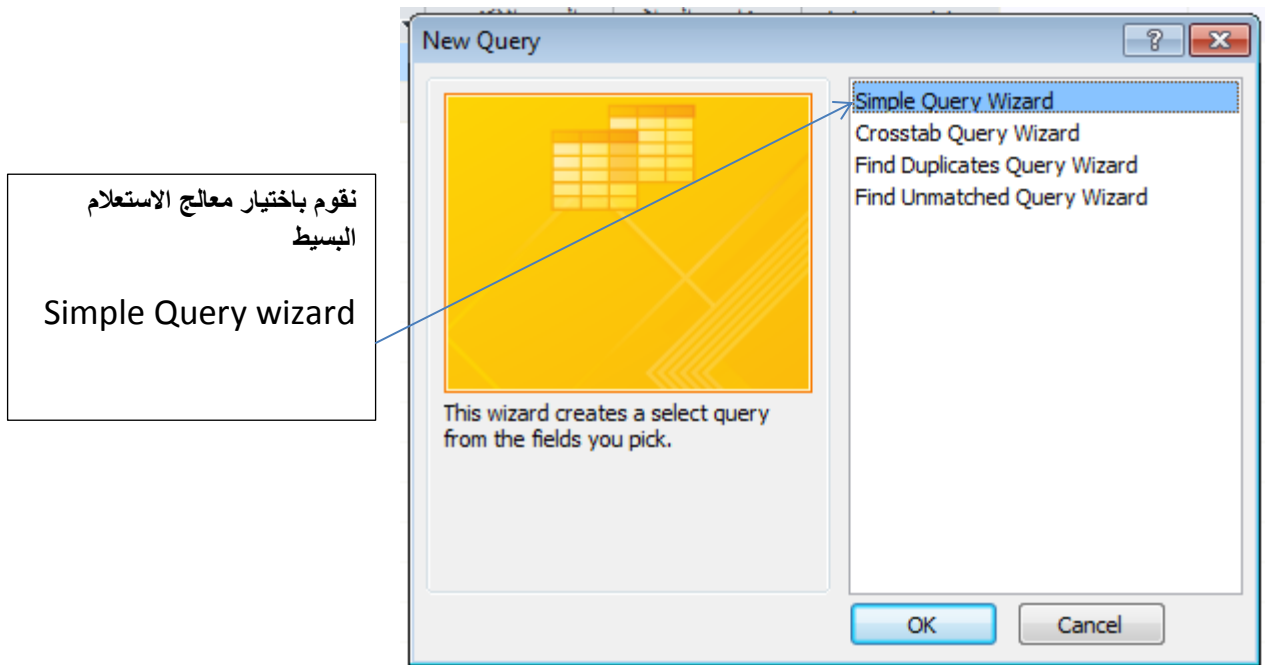 New Query
Simple Query Wizard
Crosstab Query Wizard
Find Duplicates Query Wizard
Find Unmatched Query Wizard
نقوم باختيار معالج الاستعلام
البسيط
Simple Query wizard
This wizard creates a select query
from the fields you pick.
OK
Cancel